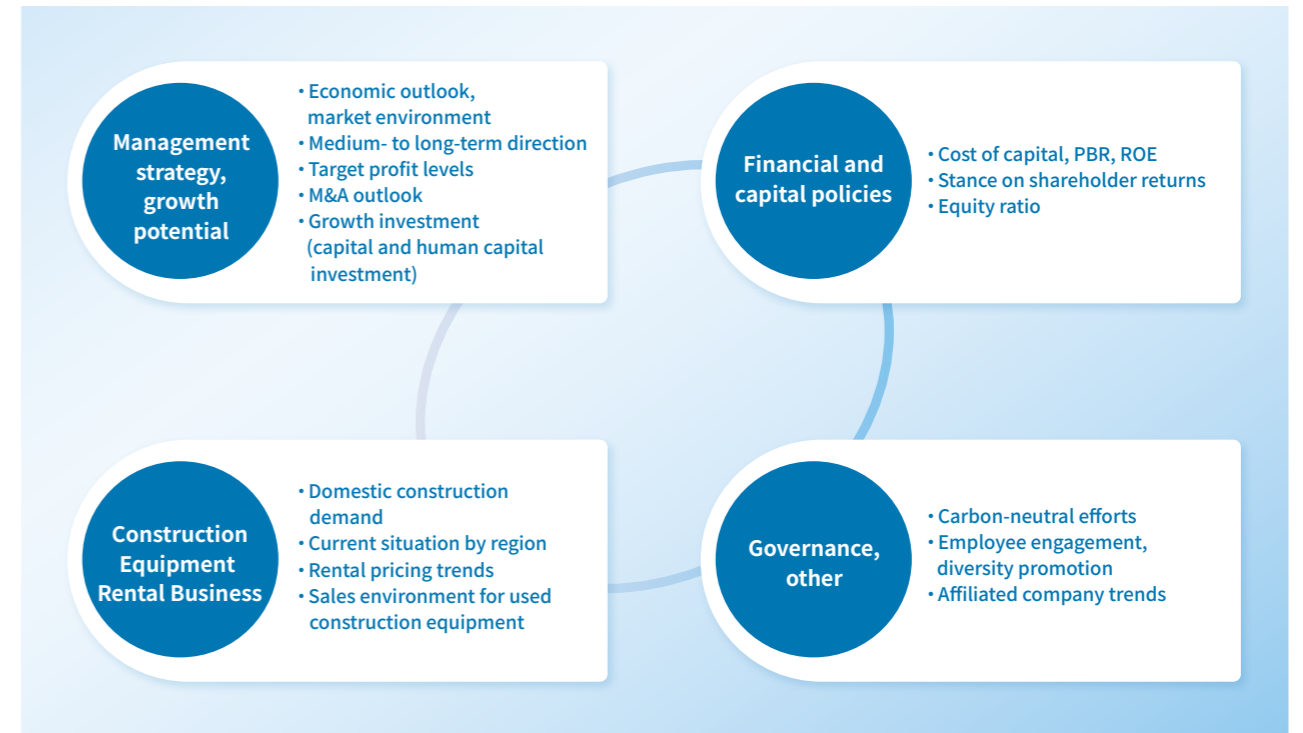 Management
strategy,
growth
potential
• Economic outlook,
market environment
• Medium- to long-term direction
• Target profit levels
• M&A outlook
• Growth investment
(capital and human capital
investment)
Financial and
capital policies
• Cost of capital, PBR, ROE
• Stance on shareholder returns
• Equity ratio
Construction
Equipment
Rental Business
• Domestic construction
demand
• Current situation by region
• Rental pricing trends
• Sales environment for used
construction equipment
Governance,
other
• Carbon-neutral efforts
• Employee engagement,
diversity promotion
• Affiliated company trends